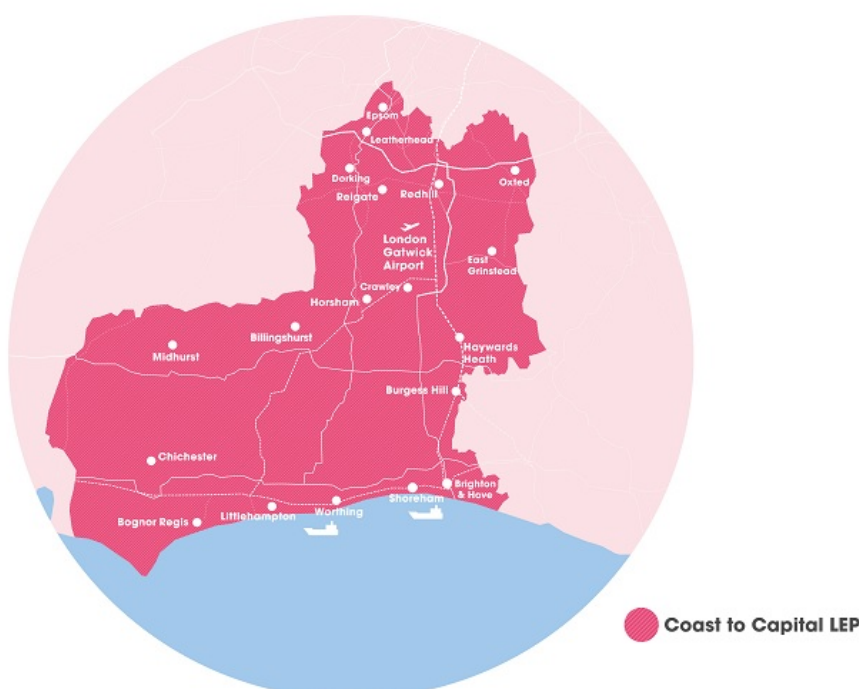 Epsom
Leatherhead
Dorking
Reigate
Redhill
Oxted
London
Gatwick
Airport
East
Grinstead
Crawley
Horsham
Billingshurst
Midhurst
Haywards
Heath
Burgess Hill
Chichester
Brighton
& Hove
Shoreham
Worthing
Littlehampton
Bognor Regis
Coast to Capital LEP